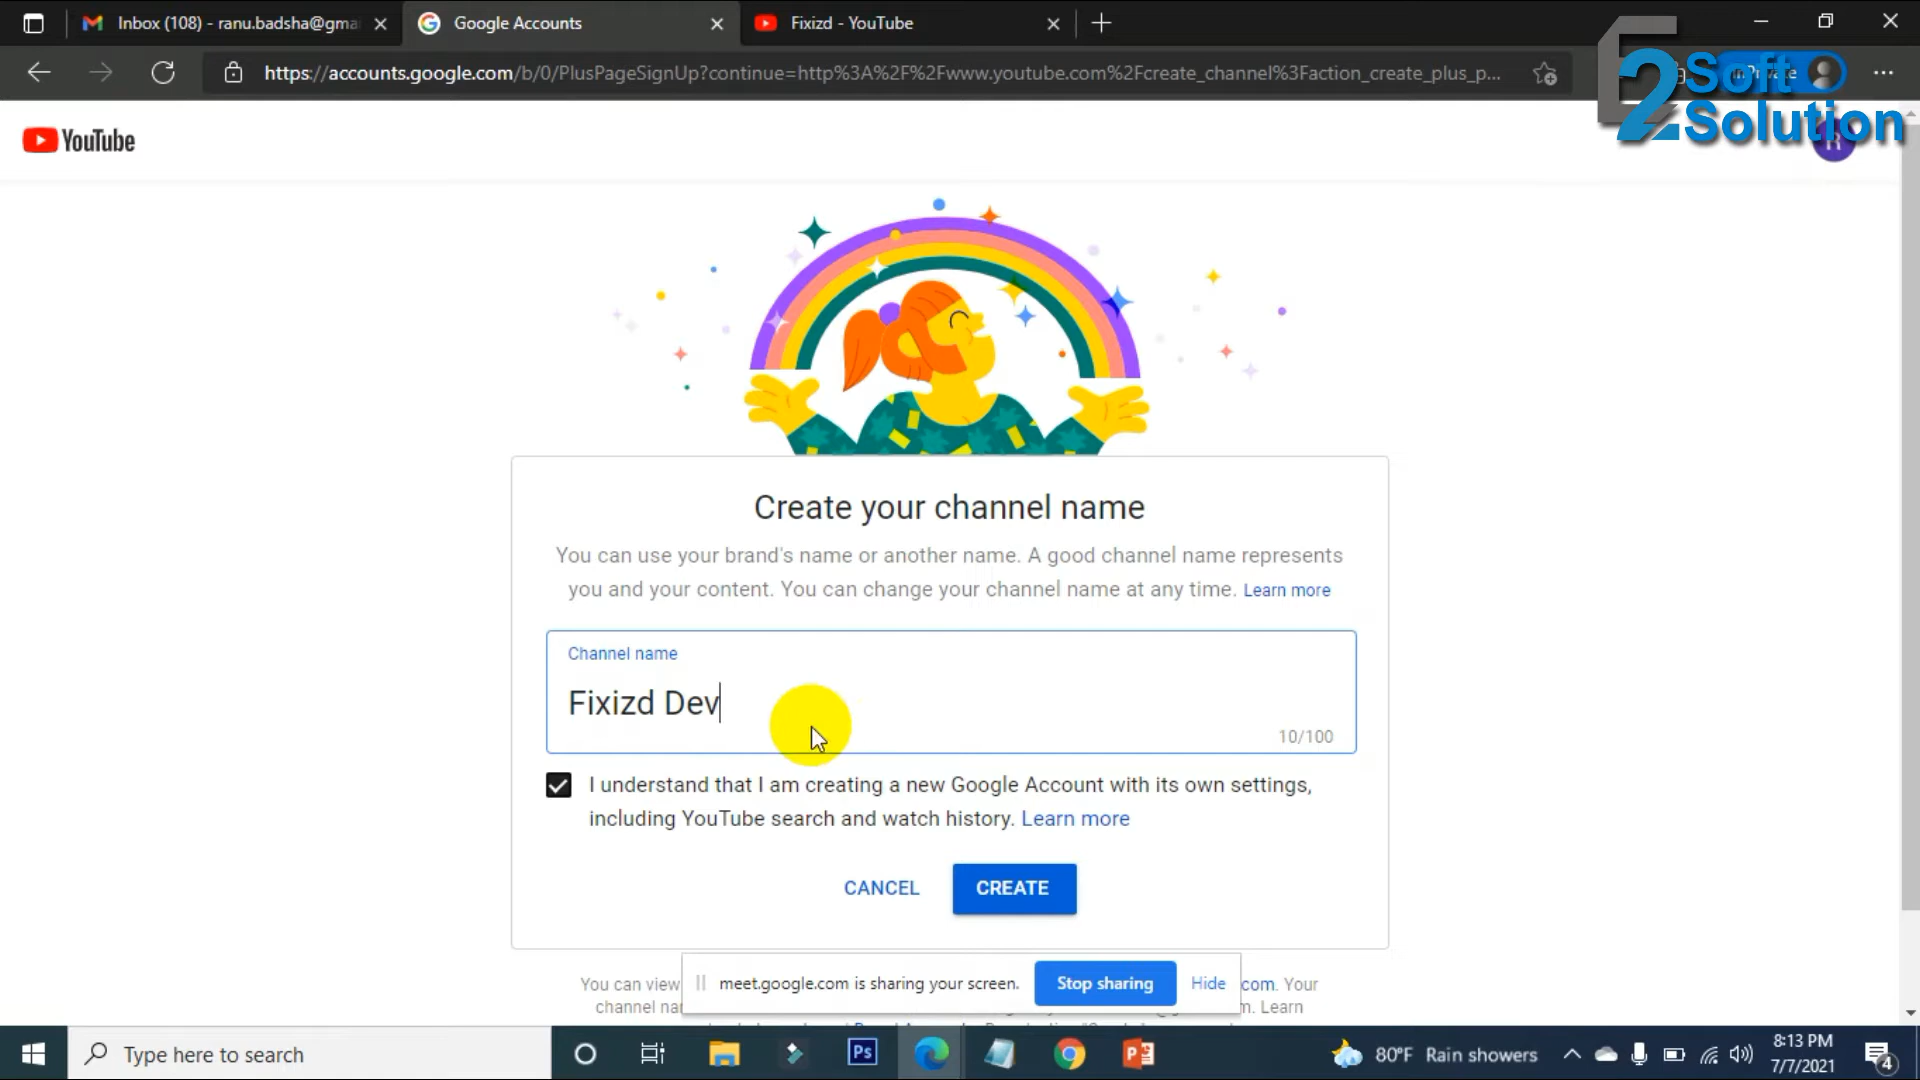 Inbox (108) - ranu.badsha@gma
Google Accounts
Fixizd - YouTube
https://accounts.google.com/b/0/PlusPageSignUp?continue=http%3A%2F%2Fwww.youtube.com%2Fcreate_channel%3Faction_create_plus_p...
Soft
2 Solution
YouTube
R
Create your channel name
You can use your brand's name or another name. A good channel name represents
you and your content. You can change your channel name at any time. Learn more
Channel name
Fixizd Dev
10/100
I understand that I am creating a new Google Account with its own settings,
including YouTube search and watch history. Learn more
CANCEL
CREATE
You can view
com. Your
meet.google.com is sharing your screen.
Stop sharing
Hide
channel
m. Learn
Type here to search
Ps
80°F Rain showers
8:13 PM
7/7/2021
4